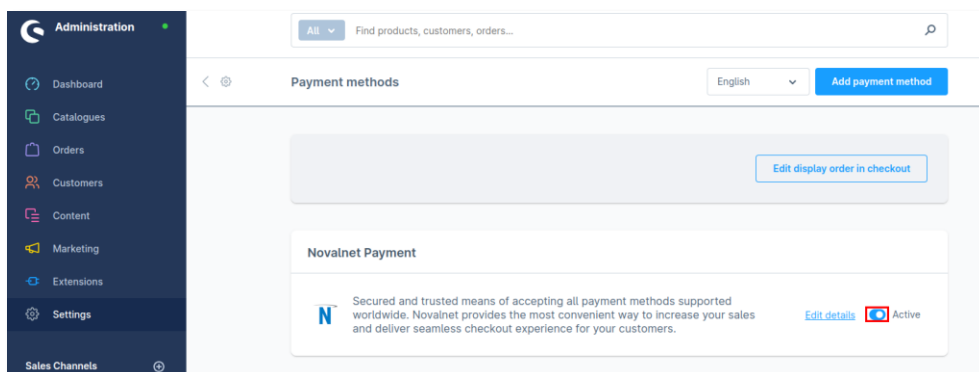 Administration
All
Find products, customers, orders...
Dashboard
Payment methods
English
Add payment method
Catalogues
Orders
Edit display order in checkout
Customers
Content
Marketing
Novalnet Payment
Extensions
Settings
Secured and trusted means of accepting all payment methods supported
worldwide. Novalnet provides the most convenient way to increase your sales
and deliver seamless checkout experience for your customers.
N
Edit details
Active
Sales Channels